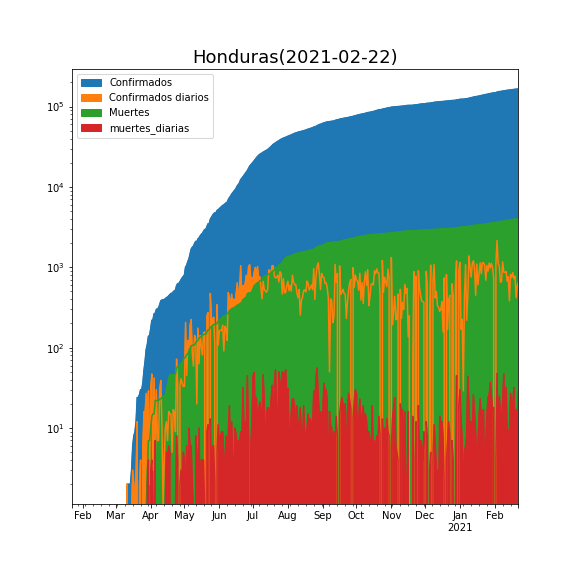 Honduras(2021-02-22)
Confirmados
Confirmados diarios
Muertes
muertes_diarias
10^5
10^4
10^3
10^2
10^1
Feb Mar Apr May Jun Jul Aug Sep Oct Nov Dec Jan Feb
2021